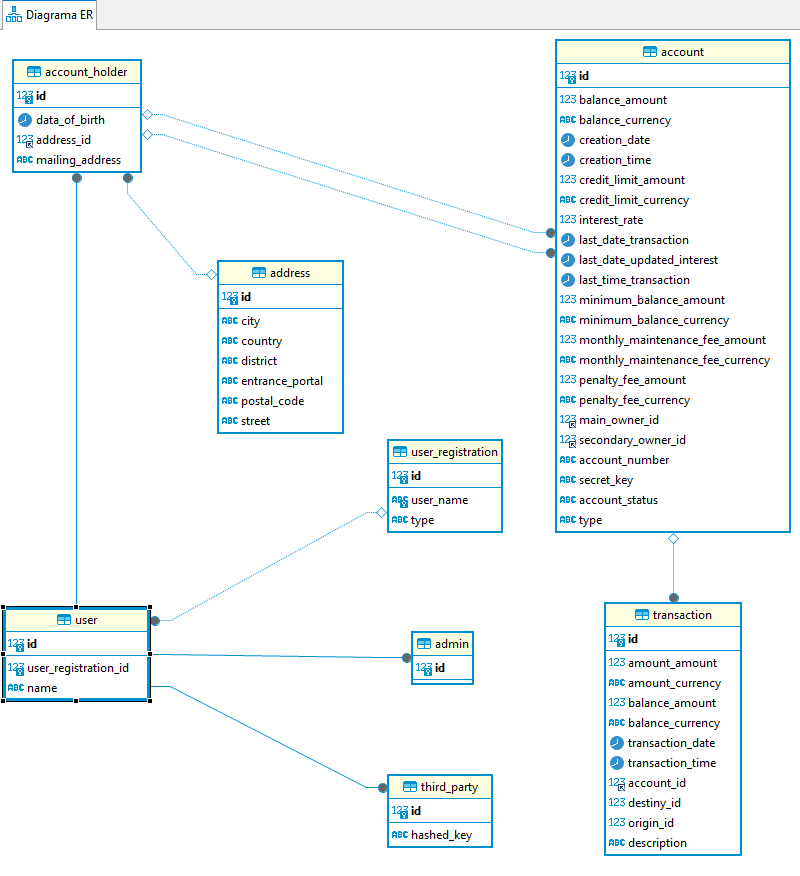 Diagrama ER
account_holder
123 id
data_of_birth
123 address_id
ABC mailing_address
account
123 id
123 balance_amount
ABC balance_currency
creation_date
creation_time
123 credit_limit_amount
ABC credit_limit_currency
123 interest_rate
last_date_transaction
last_date_updated_interest
last_time_transaction
123 minimum_balance_amount
ABC minimum_balance_currency
123 monthly_maintenance_fee_amount
ABC monthly_maintenance_fee_currency
123 penalty_fee_amount
ABC penalty_fee_currency
123 main_owner_id
123 secondary_owner_id
ABC account_number
ABC secret_key
ABC account_status
ABC type
address
123 id
ABC city
ABC country
ABC district
ABC entrance_portal
ABC postal_code
ABC street
user_registration
123 id
ABC user_name
ABC type
user
123 id
123 user_registration_id
ABC name
admin
123 id
third_party
123 id
ABC hashed_key
transaction
123 id
123 amount_amount
ABC amount_currency
123 balance_amount
ABC balance_currency
transaction_date
transaction_time
123 account_id
123 destiny_id
123 origin_id
ABC description